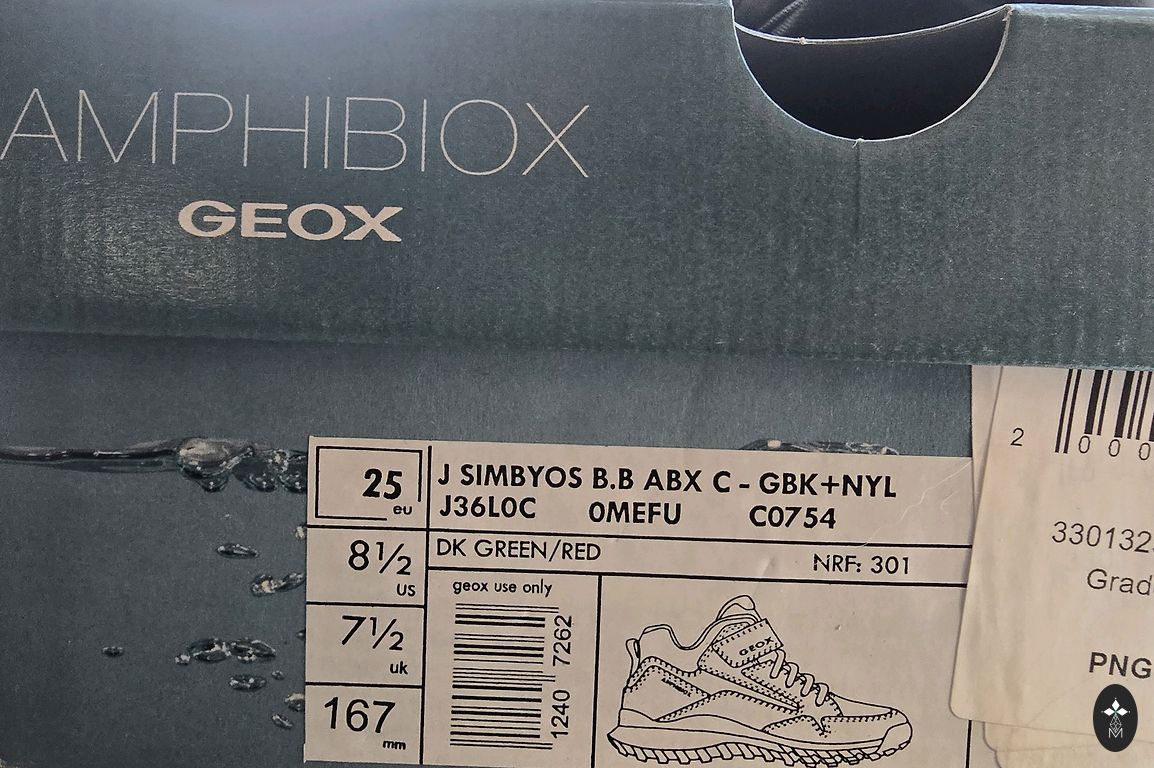 AMPHIBIOX
GEOX
25 eu
8½ us
7½ uk
167 mm
J SIMBYOS B.B ABX C - GBK+NYL
J36L0C 0MEFU C0754
DK GREEN/RED NRF: 301
geox use only
1240 7262
GEOX
2 000
330132
Grad
PNG
M